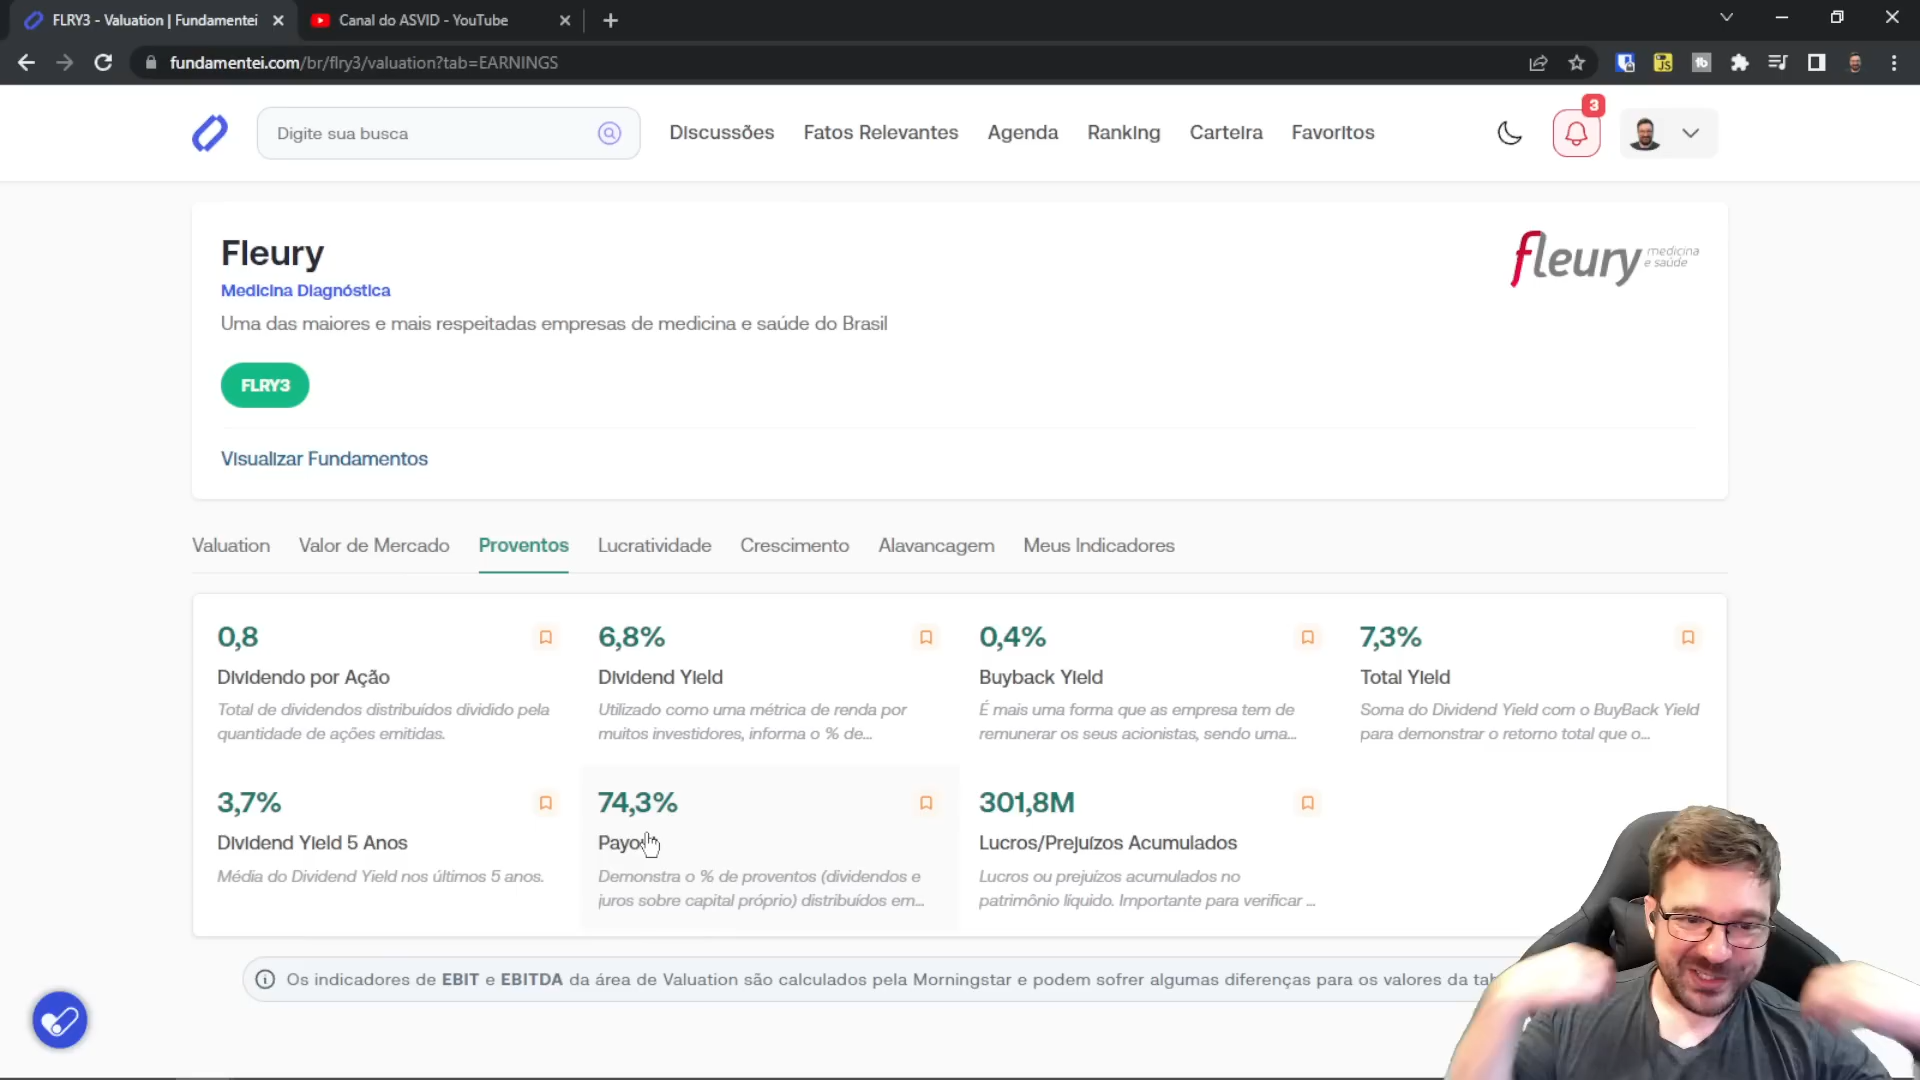 FLRY3 - Valuation | Fundamentei
Canal do ASVID - YouTube
fundamentei.com/br/flry3/valuation?tab=EARNINGS
Digite sua busca
Discussões
Fatos Relevantes
Agenda
Ranking
Carteira
Favoritos
3
Fleury
Medicina Diagnóstica
Uma das maiores e mais respeitadas empresas de medicina e saúde do Brasil
fleury medicina e saúde
FLRY3
Visualizar Fundamentos
Valuation
Valor de Mercado
Proventos
Lucratividade
Crescimento
Alavancagem
Meus Indicadores
0,8
Dividendo por Ação
Total de dividendos distribuídos dividido pela
quantidade de ações emitidas.
6,8%
Dividend Yield
Utilizado como uma métrica de renda por
muitos investidores, informa o % de...
0,4%
Buyback Yield
É mais uma forma que as empresa tem de
remunerar os seus acionistas, sendo uma...
7,3%
Total Yield
Soma do Dividend Yield com o BuyBack Yield
para demonstrar o retorno total que o...
3,7%
Dividend Yield 5 Anos
Média do Dividend Yield nos últimos 5 anos.
74,3%
Payout
Demonstra o % de proventos (dividendos e
juros sobre capital próprio) distribuídos em...
301,8M
Lucros/Prejuízos Acumulados
Lucros ou prejuízos acumulados no
patrimônio líquido. Importante para verificar ...
Os indicadores de EBIT e EBITDA da área de Valuation são calculados pela Morningstar e podem sofrer algumas diferenças para os valores da